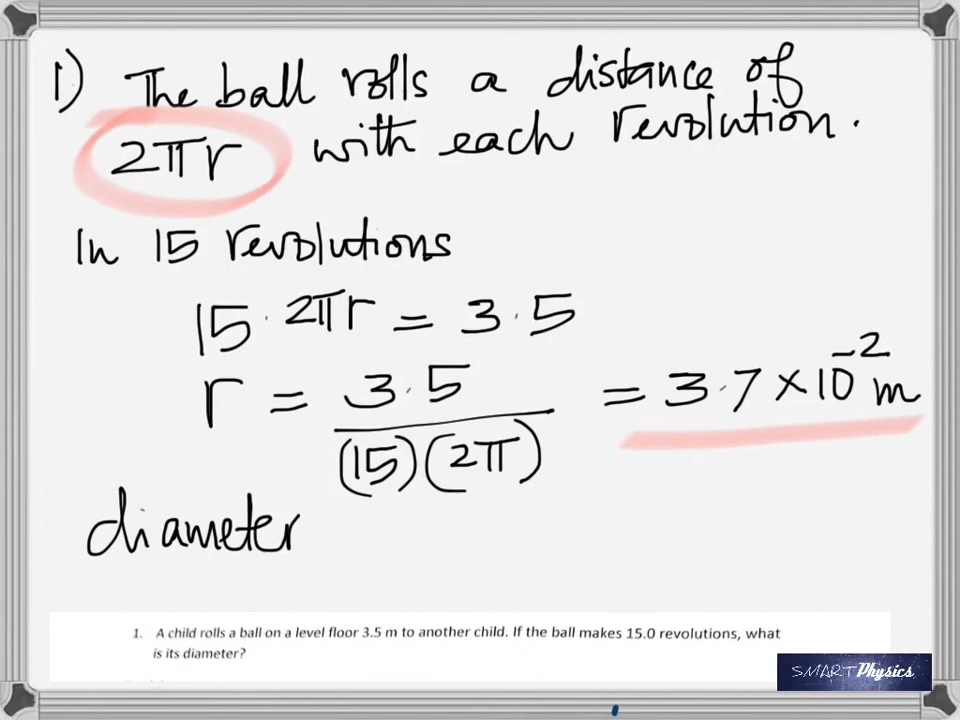 1) The ball rolls a distance of
2πr with each revolution.
In 15 revolutions
15 · 2πr = 3.5
r = 3.5 / (15)(2π) = 3.7 × 10⁻² m
diameter
1. A child rolls a ball on a level floor 3.5 m to another child. If the ball makes 15.0 revolutions, what
is its diameter?
SMART Physics